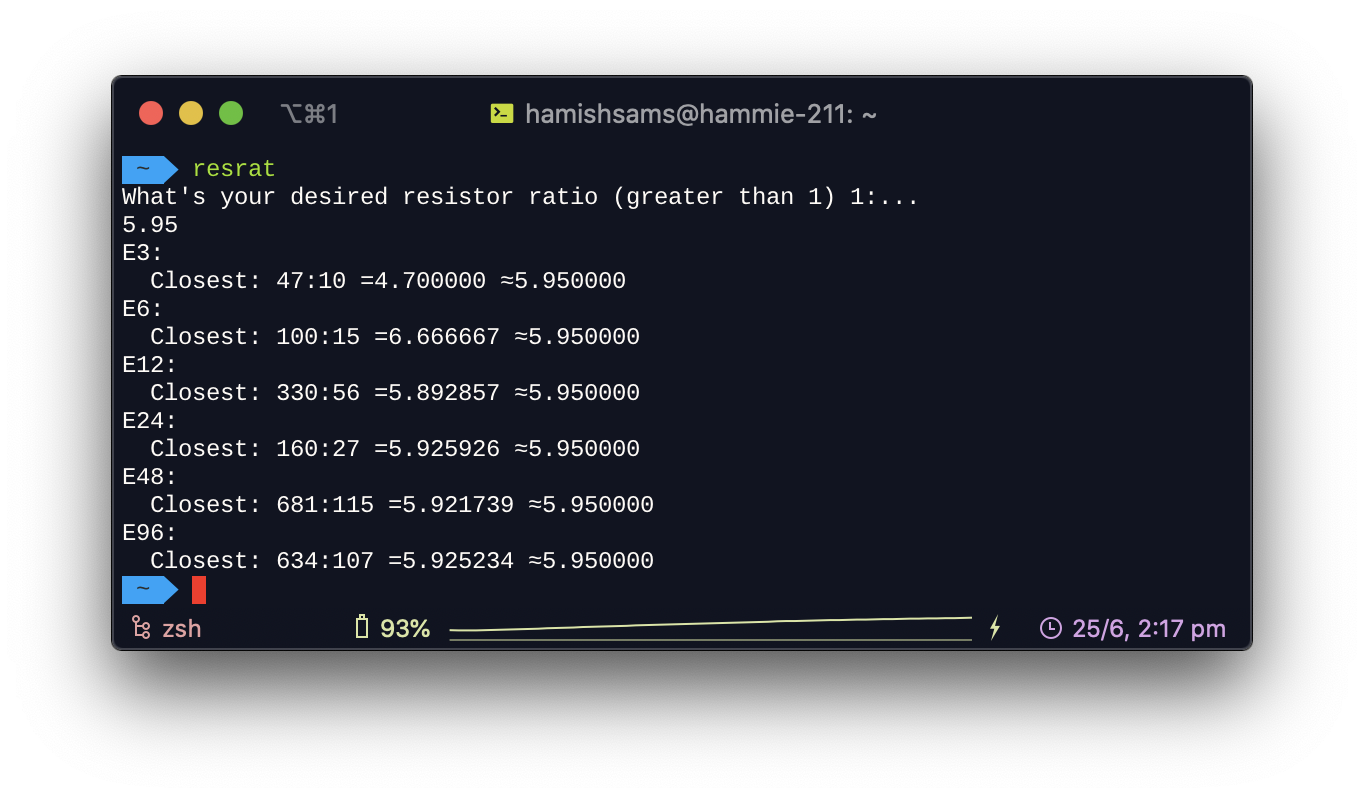 ⌥⌘1 hamishsams@hammie-211: ~
~ resrat
What's your desired resistor ratio (greater than 1) 1:...
5.95
E3:
  Closest: 47:10 =4.700000 ≈5.950000
E6:
  Closest: 100:15 =6.666667 ≈5.950000
E12:
  Closest: 330:56 =5.892857 ≈5.950000
E24:
  Closest: 160:27 =5.925926 ≈5.950000
E48:
  Closest: 681:115 =5.921739 ≈5.950000
E96:
  Closest: 634:107 =5.925234 ≈5.950000
~
zsh 93% 25/6, 2:17 pm